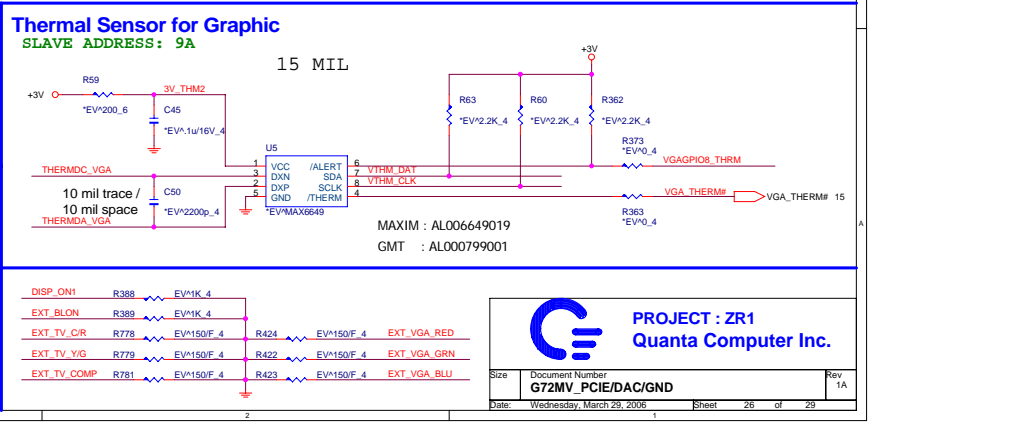 Thermal Sensor for Graphic
SLAVE ADDRESS: 9A
15 MIL
+3V
R59
+3V
3V_THM2
*EV^200_6
C45
*EV^.1u/16V_4
R63
*EV^2.2K_4
R60
*EV^2.2K_4
R362
*EV^2.2K_4
R373
*EV^0_4
U5
1 VCC /ALERT 6
3 DXN SDA 7
2 DXP SCLK 8
5 GND /THERM 4
*EV^MAX6649
VGAGPIO8_THRM
THERMDC_VGA
VTHM_DAT
VTHM_CLK
10 mil trace /
10 mil space
C50
*EV^2200p_4
THERMDA_VGA
VGA_THERM#
VGA_THERM# 15
R363
*EV^0_4
MAXIM : AL006649019
GMT : AL000799001
A
DISP_ON1 R388 EV^1K_4
EXT_BLON R389 EV^1K_4
EXT_TV_C/R R778 EV^150/F_4 R424 EV^150/F_4 EXT_VGA_RED
EXT_TV_Y/G R779 EV^150/F_4 R422 EV^150/F_4 EXT_VGA_GRN
EXT_TV_COMP R781 EV^150/F_4 R423 EV^150/F_4 EXT_VGA_BLU
PROJECT : ZR1
Quanta Computer Inc.
Size Document Number Rev
G72MV_PCIE/DAC/GND 1A
Date: Wednesday, March 29, 2006 Sheet 26 of 29
2 1